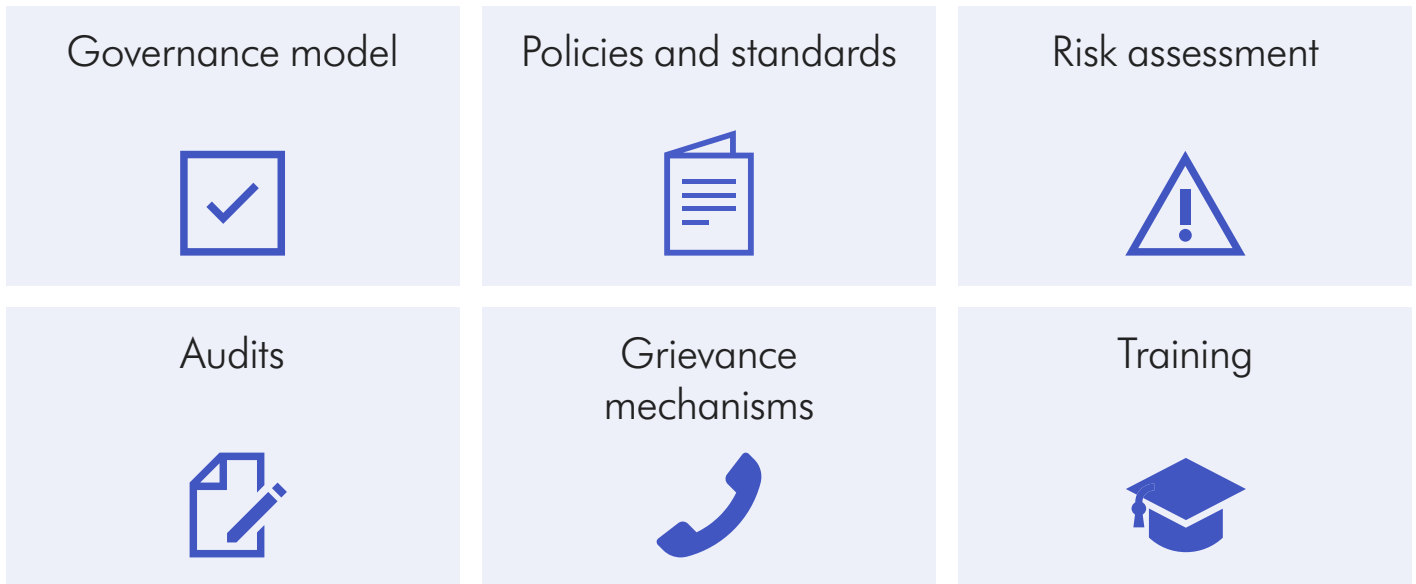 Governance model
Policies and standards
Risk assessment
Audits
Grievance
mechanisms
Training